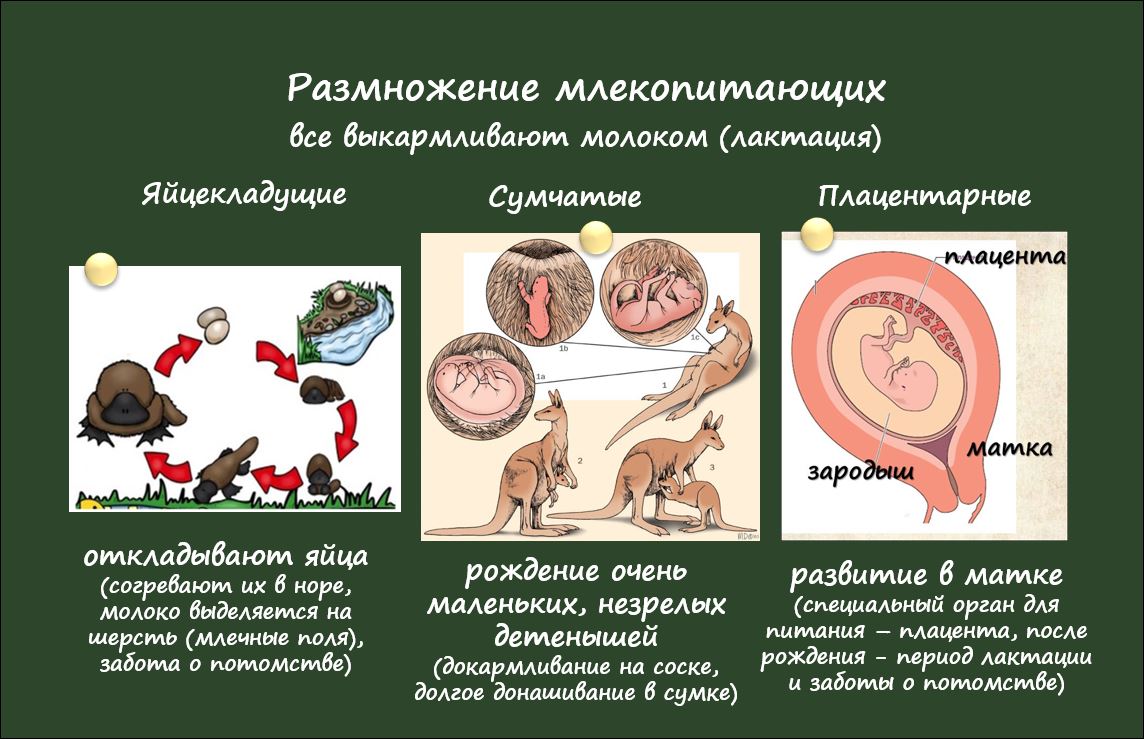 Размножение млекопитающих
все выкармливают молоком (лактация)
Яйцекладущие
откладывают яйца
(согревают их в норе,
молоко выделяется на
шерсть (млечные поля),
забота о потомстве)
Сумчатые
1b
1c
1a
1
2
3
рождение очень
маленьких, незрелых
детенышей
(докармливание на соске,
долгое донашивание в сумке)
Плацентарные
плацента
матка
зародыш
развитие в матке
(специальный орган для
питания – плацента, после
рождения - период лактации
и заботы о потомстве)